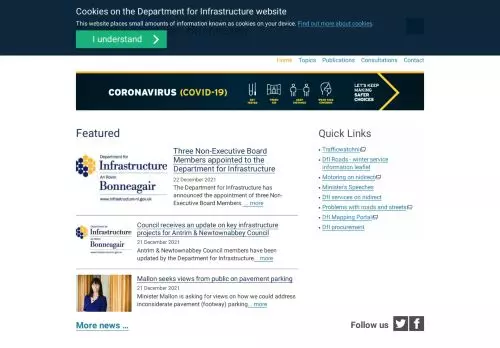 Cookies on the Department for Infrastructure website
This website places small amounts of information known as cookies on your device. Find out more about cookies.
I understand
Home Topics Publications Consultations Contact
CORONAVIRUS (COVID-19)
LET'S KEEP
MAKING
SAFER
CHOICES
Featured
Department for
Infrastructure
An Roinn
Bonneagair
www.infrastructure-ni.gov.uk
Three Non-Executive Board
Members appointed to the
Department for Infrastructure
22 December 2021
The Department for Infrastructure has
announced the appointment of three Non-
Executive Board Members ... more
Department for
Infrastructure
An Roinn
Bonneagair
Council receives an update on key infrastructure
projects for Antrim & Newtownabbey Council
21 December 2021
Antrim & Newtownabbey Council members have been
updated by the Department for Infrastructure... more
Mallon seeks views from public on pavement parking
21 December 2021
Minister Mallon is asking for views on how we could address
inconsiderate pavement (footway) parking... more
More news …
Quick Links
Trafficwatchni
DfI Roads - winter service
information leaflet
Motoring on nidirect
Minister's Speeches
DfI services on nidirect
Problems with roads and streets
DfI Mapping Portal
DfI procurement
Follow us